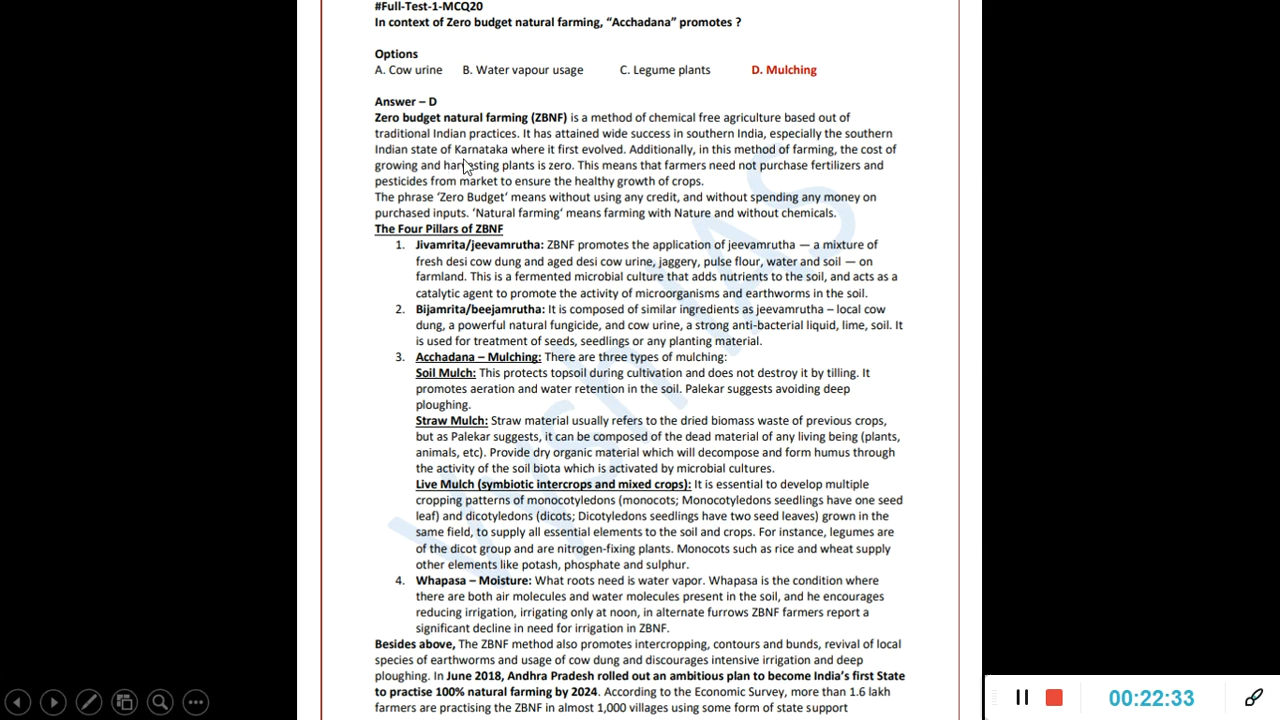 #Full-Test-1-MCQ20
In context of Zero budget natural farming, “Acchadana” promotes ?
Options
A. Cow urine B. Water vapour usage C. Legume plants D. Mulching
Answer – D
Zero budget natural farming (ZBNF) is a method of chemical free agriculture based out of
traditional Indian practices. It has attained wide success in southern India, especially the southern
Indian state of Karnataka where it first evolved. Additionally, in this method of farming, the cost of
growing and harvesting plants is zero. This means that farmers need not purchase fertilizers and
pesticides from market to ensure the healthy growth of crops.
The phrase ‘Zero Budget’ means without using any credit, and without spending any money on
purchased inputs. ‘Natural farming’ means farming with Nature and without chemicals.
The Four Pillars of ZBNF
1. Jivamrita/jeevamrutha: ZBNF promotes the application of jeevamrutha — a mixture of
fresh desi cow dung and aged desi cow urine, jaggery, pulse flour, water and soil — on
farmland. This is a fermented microbial culture that adds nutrients to the soil, and acts as a
catalytic agent to promote the activity of microorganisms and earthworms in the soil.
2. Bijamrita/beejamrutha: It is composed of similar ingredients as jeevamrutha – local cow
dung, a powerful natural fungicide, and cow urine, a strong anti-bacterial liquid, lime, soil. It
is used for treatment of seeds, seedlings or any planting material.
3. Acchadana – Mulching: There are three types of mulching:
Soil Mulch: This protects topsoil during cultivation and does not destroy it by tilling. It
promotes aeration and water retention in the soil. Palekar suggests avoiding deep
ploughing.
Straw Mulch: Straw material usually refers to the dried biomass waste of previous crops,
but as Palekar suggests, it can be composed of the dead material of any living being (plants,
animals, etc). Provide dry organic material which will decompose and form humus through
the activity of the soil biota which is activated by microbial cultures.
Live Mulch (symbiotic intercrops and mixed crops): It is essential to develop multiple
cropping patterns of monocotyledons (monocots; Monocotyledons seedlings have one seed
leaf) and dicotyledons (dicots; Dicotyledons seedlings have two seed leaves) grown in the
same field, to supply all essential elements to the soil and crops. For instance, legumes are
of the dicot group and are nitrogen-fixing plants. Monocots such as rice and wheat supply
other elements like potash, phosphate and sulphur.
4. Whapasa – Moisture: What roots need is water vapor. Whapasa is the condition where
there are both air molecules and water molecules present in the soil, and he encourages
reducing irrigation, irrigating only at noon, in alternate furrows ZBNF farmers report a
significant decline in need for irrigation in ZBNF.
Besides above, The ZBNF method also promotes intercropping, contours and bunds, revival of local
species of earthworms and usage of cow dung and discourages intensive irrigation and deep
ploughing. In June 2018, Andhra Pradesh rolled out an ambitious plan to become India’s first State
to practise 100% natural farming by 2024. According to the Economic Survey, more than 1.6 lakh
farmers are practising the ZBNF in almost 1,000 villages using some form of state support
00:22:33